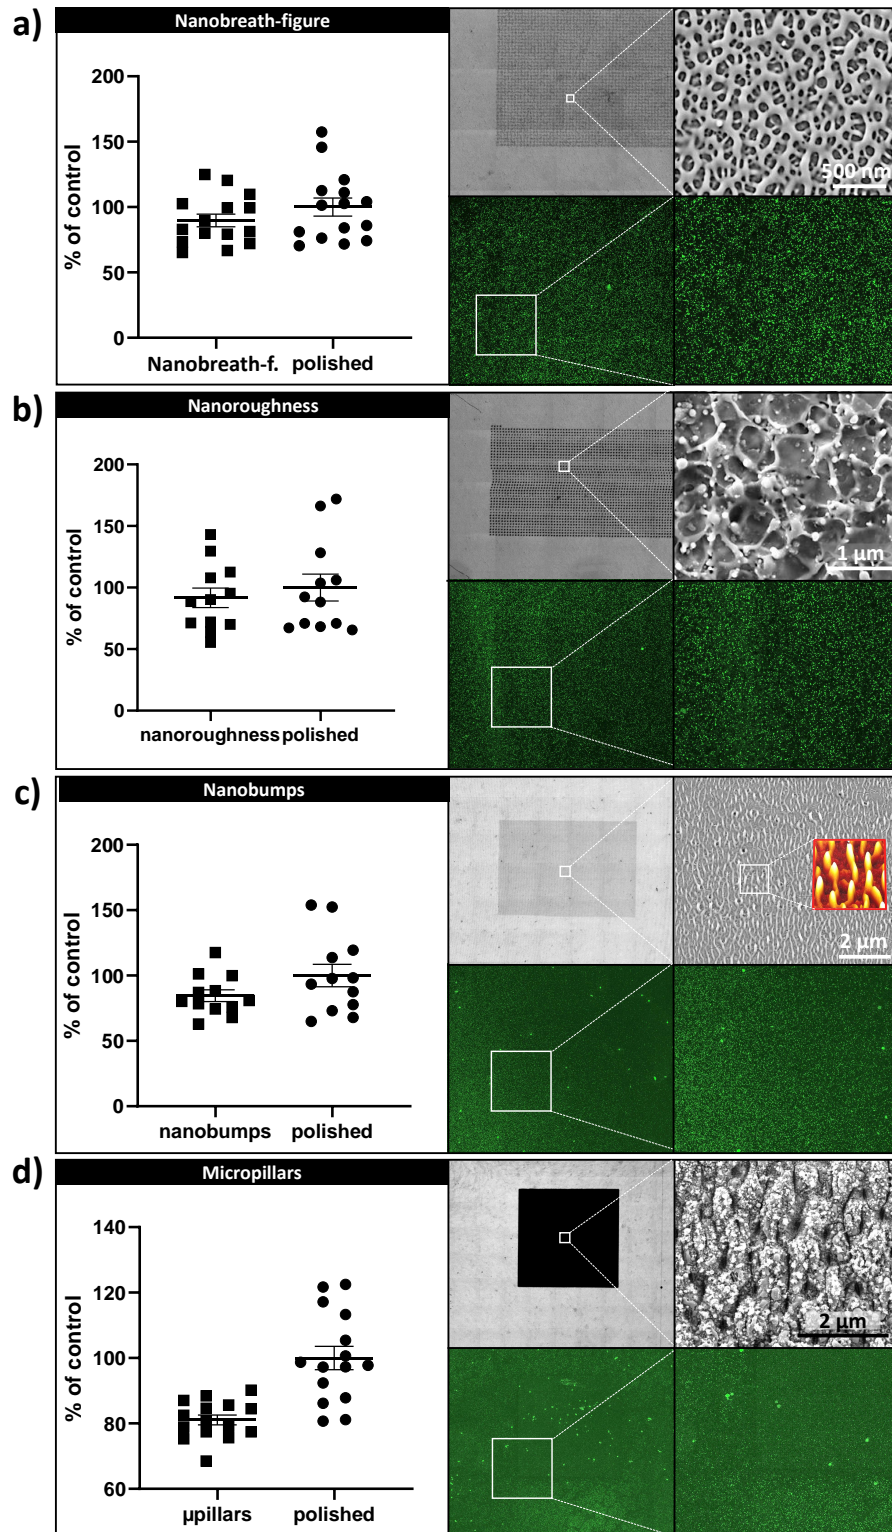 a)
Nanobreath-figure
200
150
100
50
0
% of control
Nanobreath-f. polished
500 nm
b)
Nanoroughness
200
150
100
50
0
% of control
nanoroughness polished
1 µm
c)
Nanobumps
200
150
100
50
0
% of control
nanobumps polished
2 µm
d)
Micropillars
140
120
100
80
60
% of control
µpillars polished
2 µm